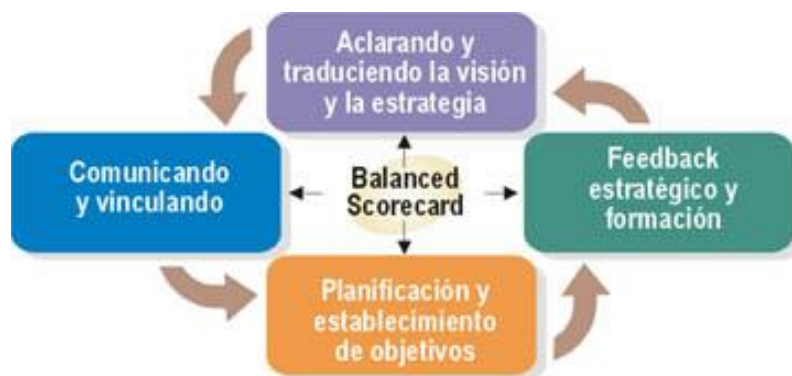 Aclarando y
traduciendo la visión
y la estrategia
Comunicando
y vinculando
Balanced
Scorecard
Feedback
estratégico y
formación
Planificación y
establecimiento
de objetivos